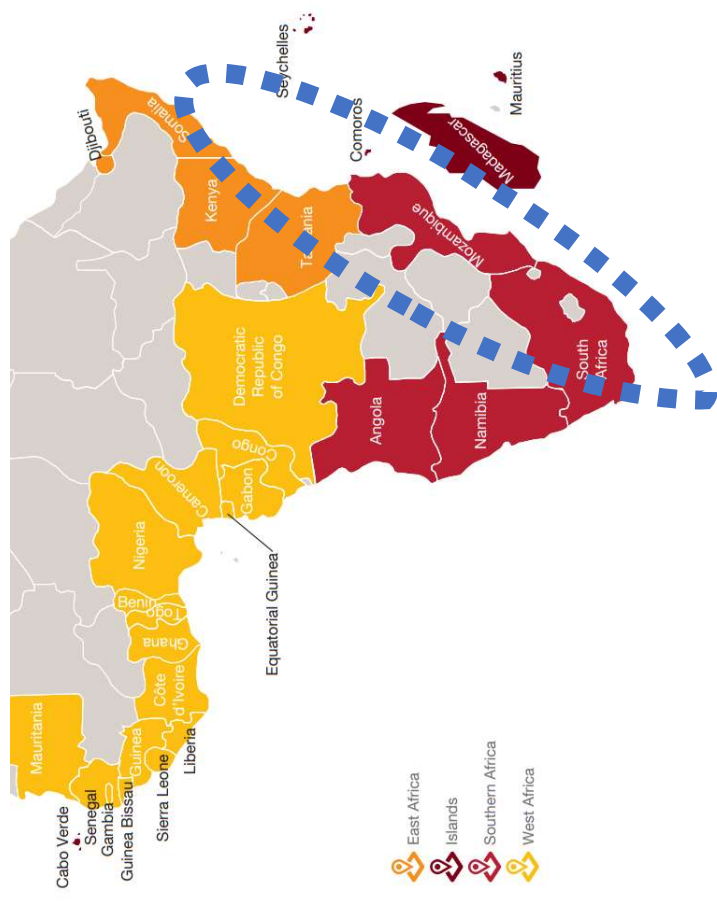 Mauritania
Cabo Verde
Senegal
Gambia
Guinea Bissau
Guinea
Sierra Leone
Liberia
Côte
d'Ivoire
Ghana
Togo
Benin
Nigeria
Cameroon
Equatorial Guinea
Gabon
Congo
Democratic
Republic
of Congo
Djibouti
Somalia
Kenya
Tanzania
Seychelles
Comoros
Angola
Mozambique
Madagascar
Mauritius
Namibia
South
Africa
East Africa
Islands
Southern Africa
West Africa